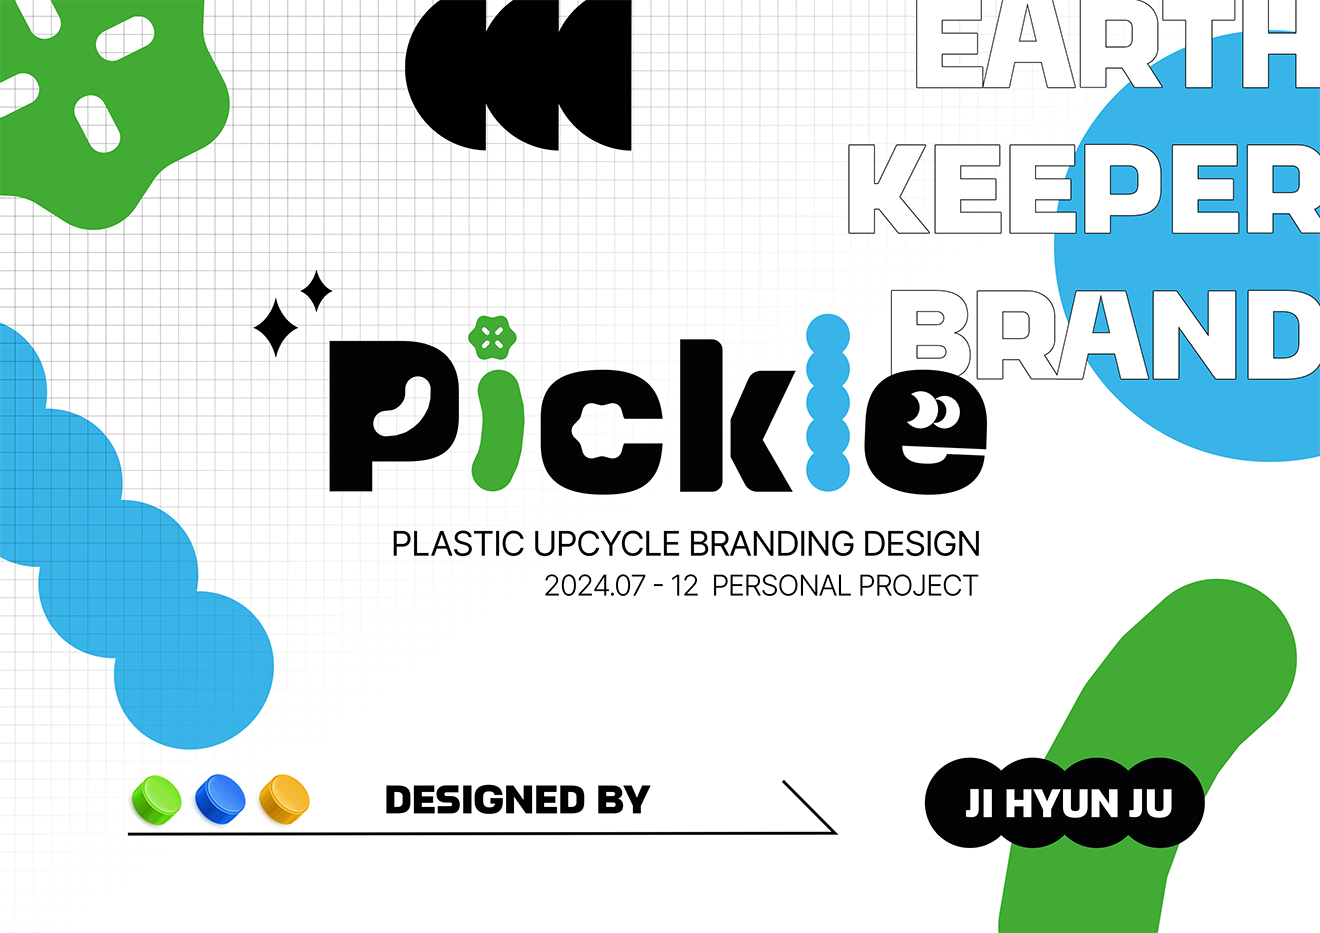 EARTH
KEEPER
BRAND
Pickle
PLASTIC UPCYCLE BRANDING DESIGN
2024.07 - 12 PERSONAL PROJECT
DESIGNED BY
JI HYUN JU